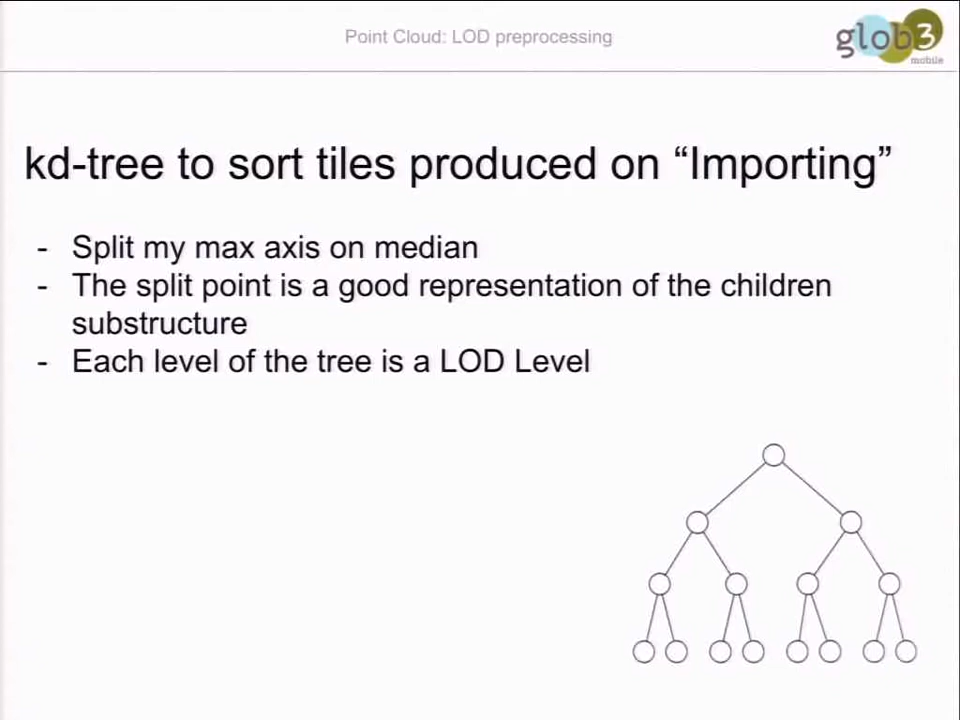 Point Cloud: LOD preprocessing
glob3
mobile
kd-tree to sort tiles produced on “Importing”
- Split my max axis on median
- The split point is a good representation of the children
substructure
- Each level of the tree is a LOD Level